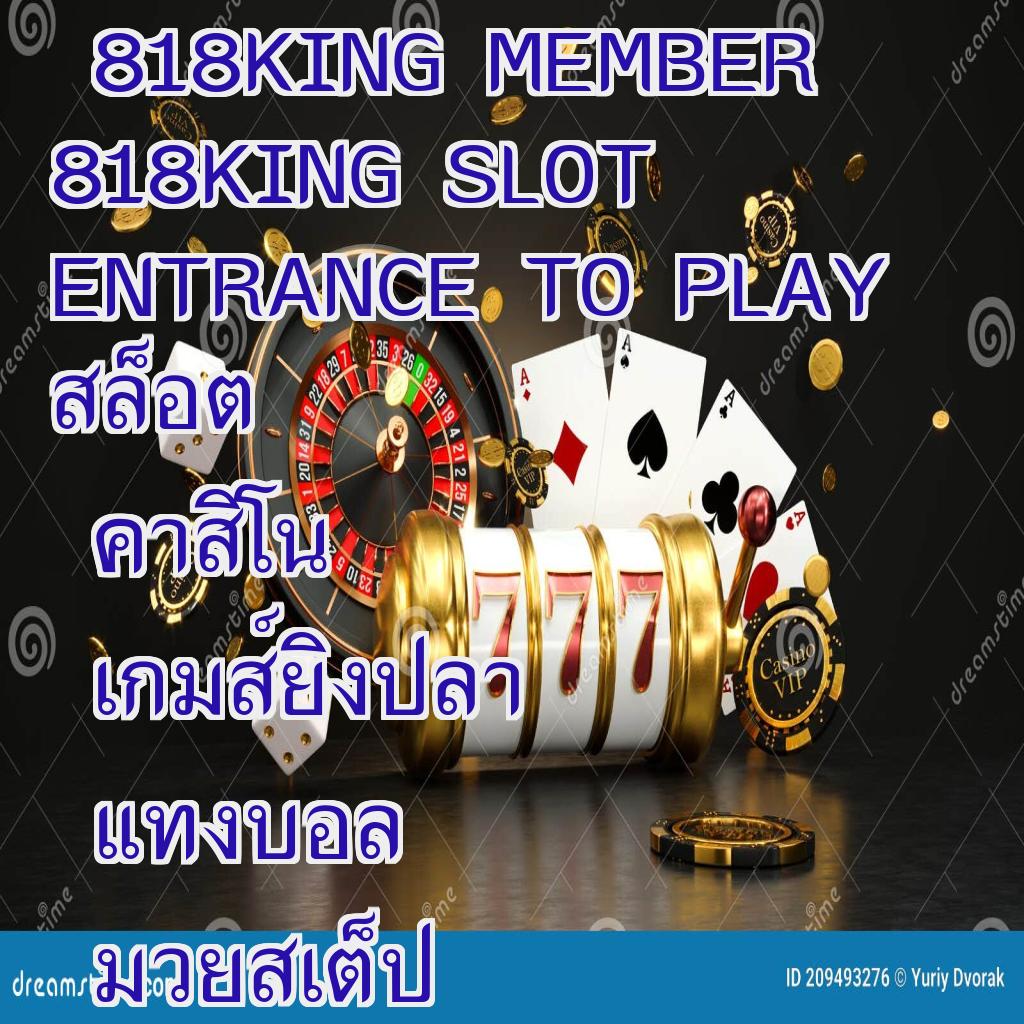 818KING MEMBER
818KING SLOT
ENTRANCE TO PLAY
สล็อต
คาสิโน
เกมส์ยิงปลา
แทงบอล
มวยสเต็ป
777
Casino
VIP
dreamstime
ID 209493276 © Yuriy Dvorak